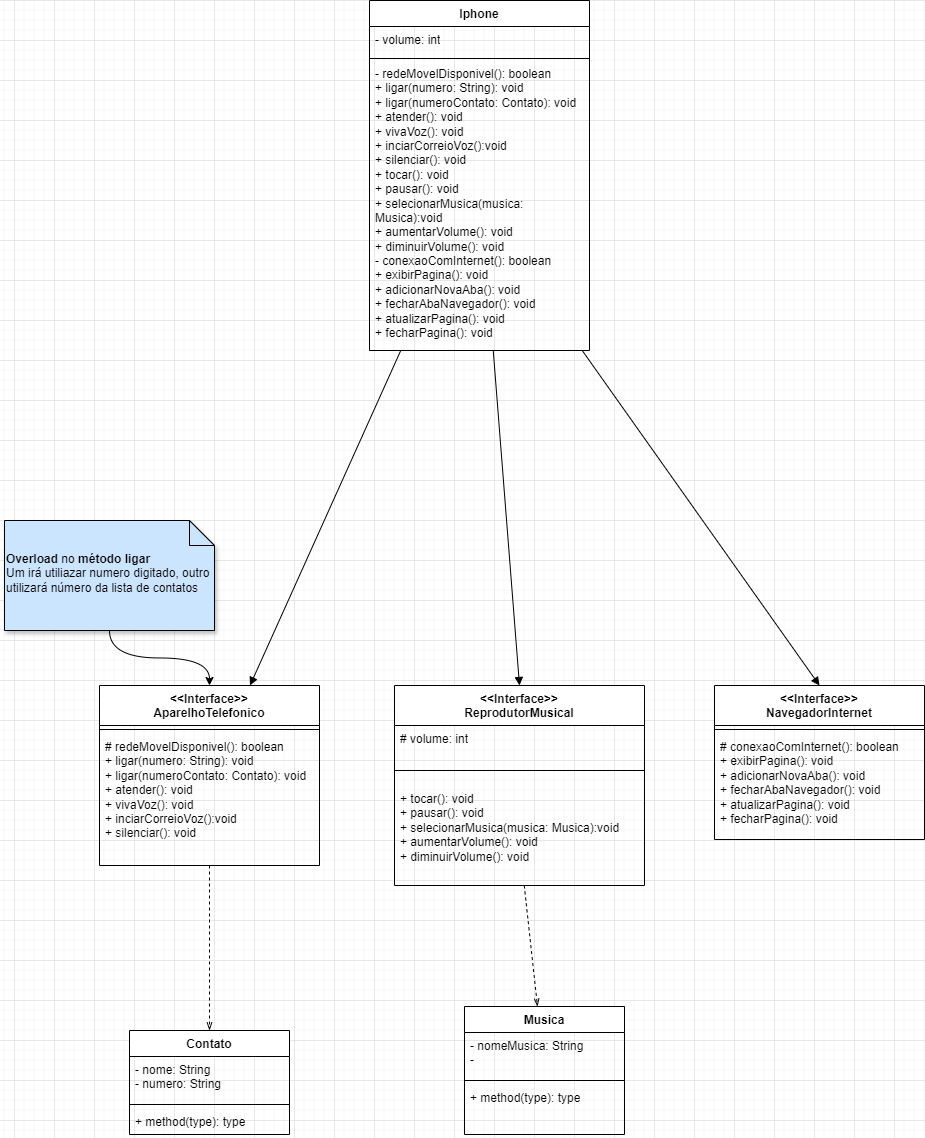 Iphone
- volume: int
- redeMovelDisponivel(): boolean
+ ligar(numero: String): void
+ ligar(numeroContato: Contato): void
+ atender(): void
+ vivaVoz(): void
+ inciarCorreioVoz():void
+ silenciar(): void
+ tocar(): void
+ pausar(): void
+ selecionarMusica(musica:
Musica):void
+ aumentarVolume(): void
+ diminuirVolume(): void
- conexaoComInternet(): boolean
+ exibirPagina(): void
+ adicionarNovaAba(): void
+ fecharAbaNavegador(): void
+ atualizarPagina(): void
+ fecharPagina(): void
Overload no método ligar
Um irá utiliazar numero digitado, outro
utilizará número da lista de contatos
<<Interface>>
AparelhoTelefonico
# redeMovelDisponivel(): boolean
+ ligar(numero: String): void
+ ligar(numeroContato: Contato): void
+ atender(): void
+ vivaVoz(): void
+ inciarCorreioVoz():void
+ silenciar(): void
<<Interface>>
ReprodutorMusical
# volume: int
+ tocar(): void
+ pausar(): void
+ selecionarMusica(musica: Musica):void
+ aumentarVolume(): void
+ diminuirVolume(): void
<<Interface>>
NavegadorInternet
# conexaoComInternet(): boolean
+ exibirPagina(): void
+ adicionarNovaAba(): void
+ fecharAbaNavegador(): void
+ atualizarPagina(): void
+ fecharPagina(): void
Contato
- nome: String
- numero: String
+ method(type): type
Musica
- nomeMusica: String
-
+ method(type): type